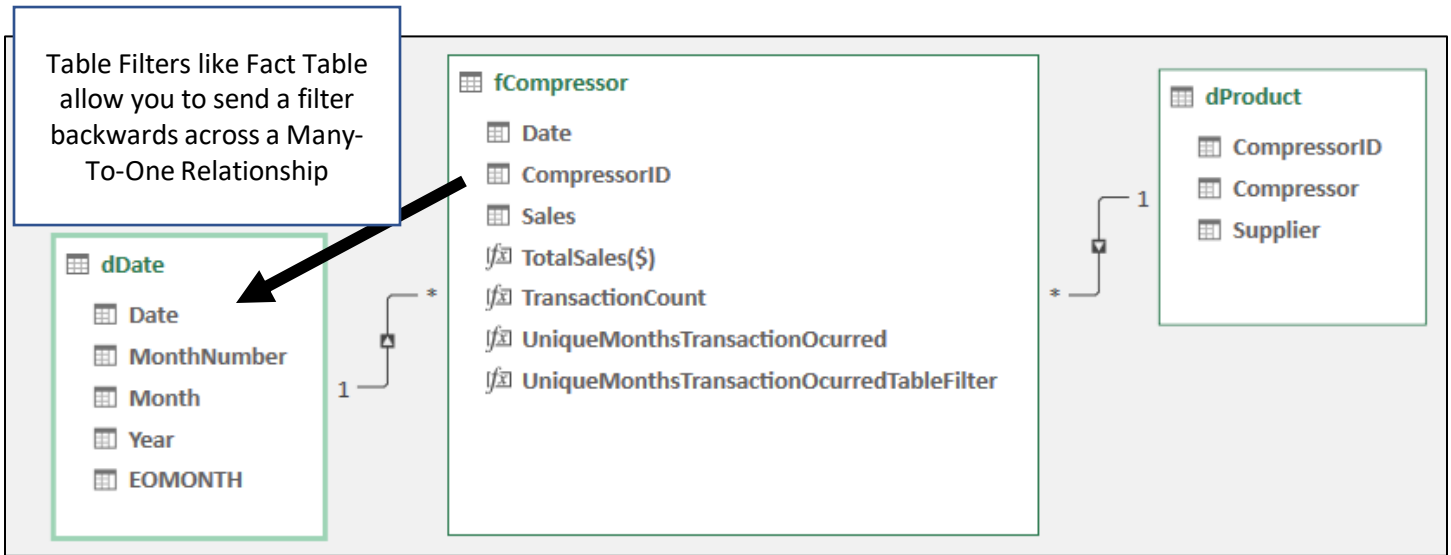 Table Filters like Fact Table
allow you to send a filter
backwards across a Many-
To-One Relationship
fCompressor
Date
CompressorID
Sales
TotalSales($)
TransactionCount
UniqueMonthsTransactionOcurred
UniqueMonthsTransactionOcurredTableFilter
dProduct
CompressorID
Compressor
Supplier
1
*
dDate
Date
MonthNumber
Month
Year
EOMONTH
*
1